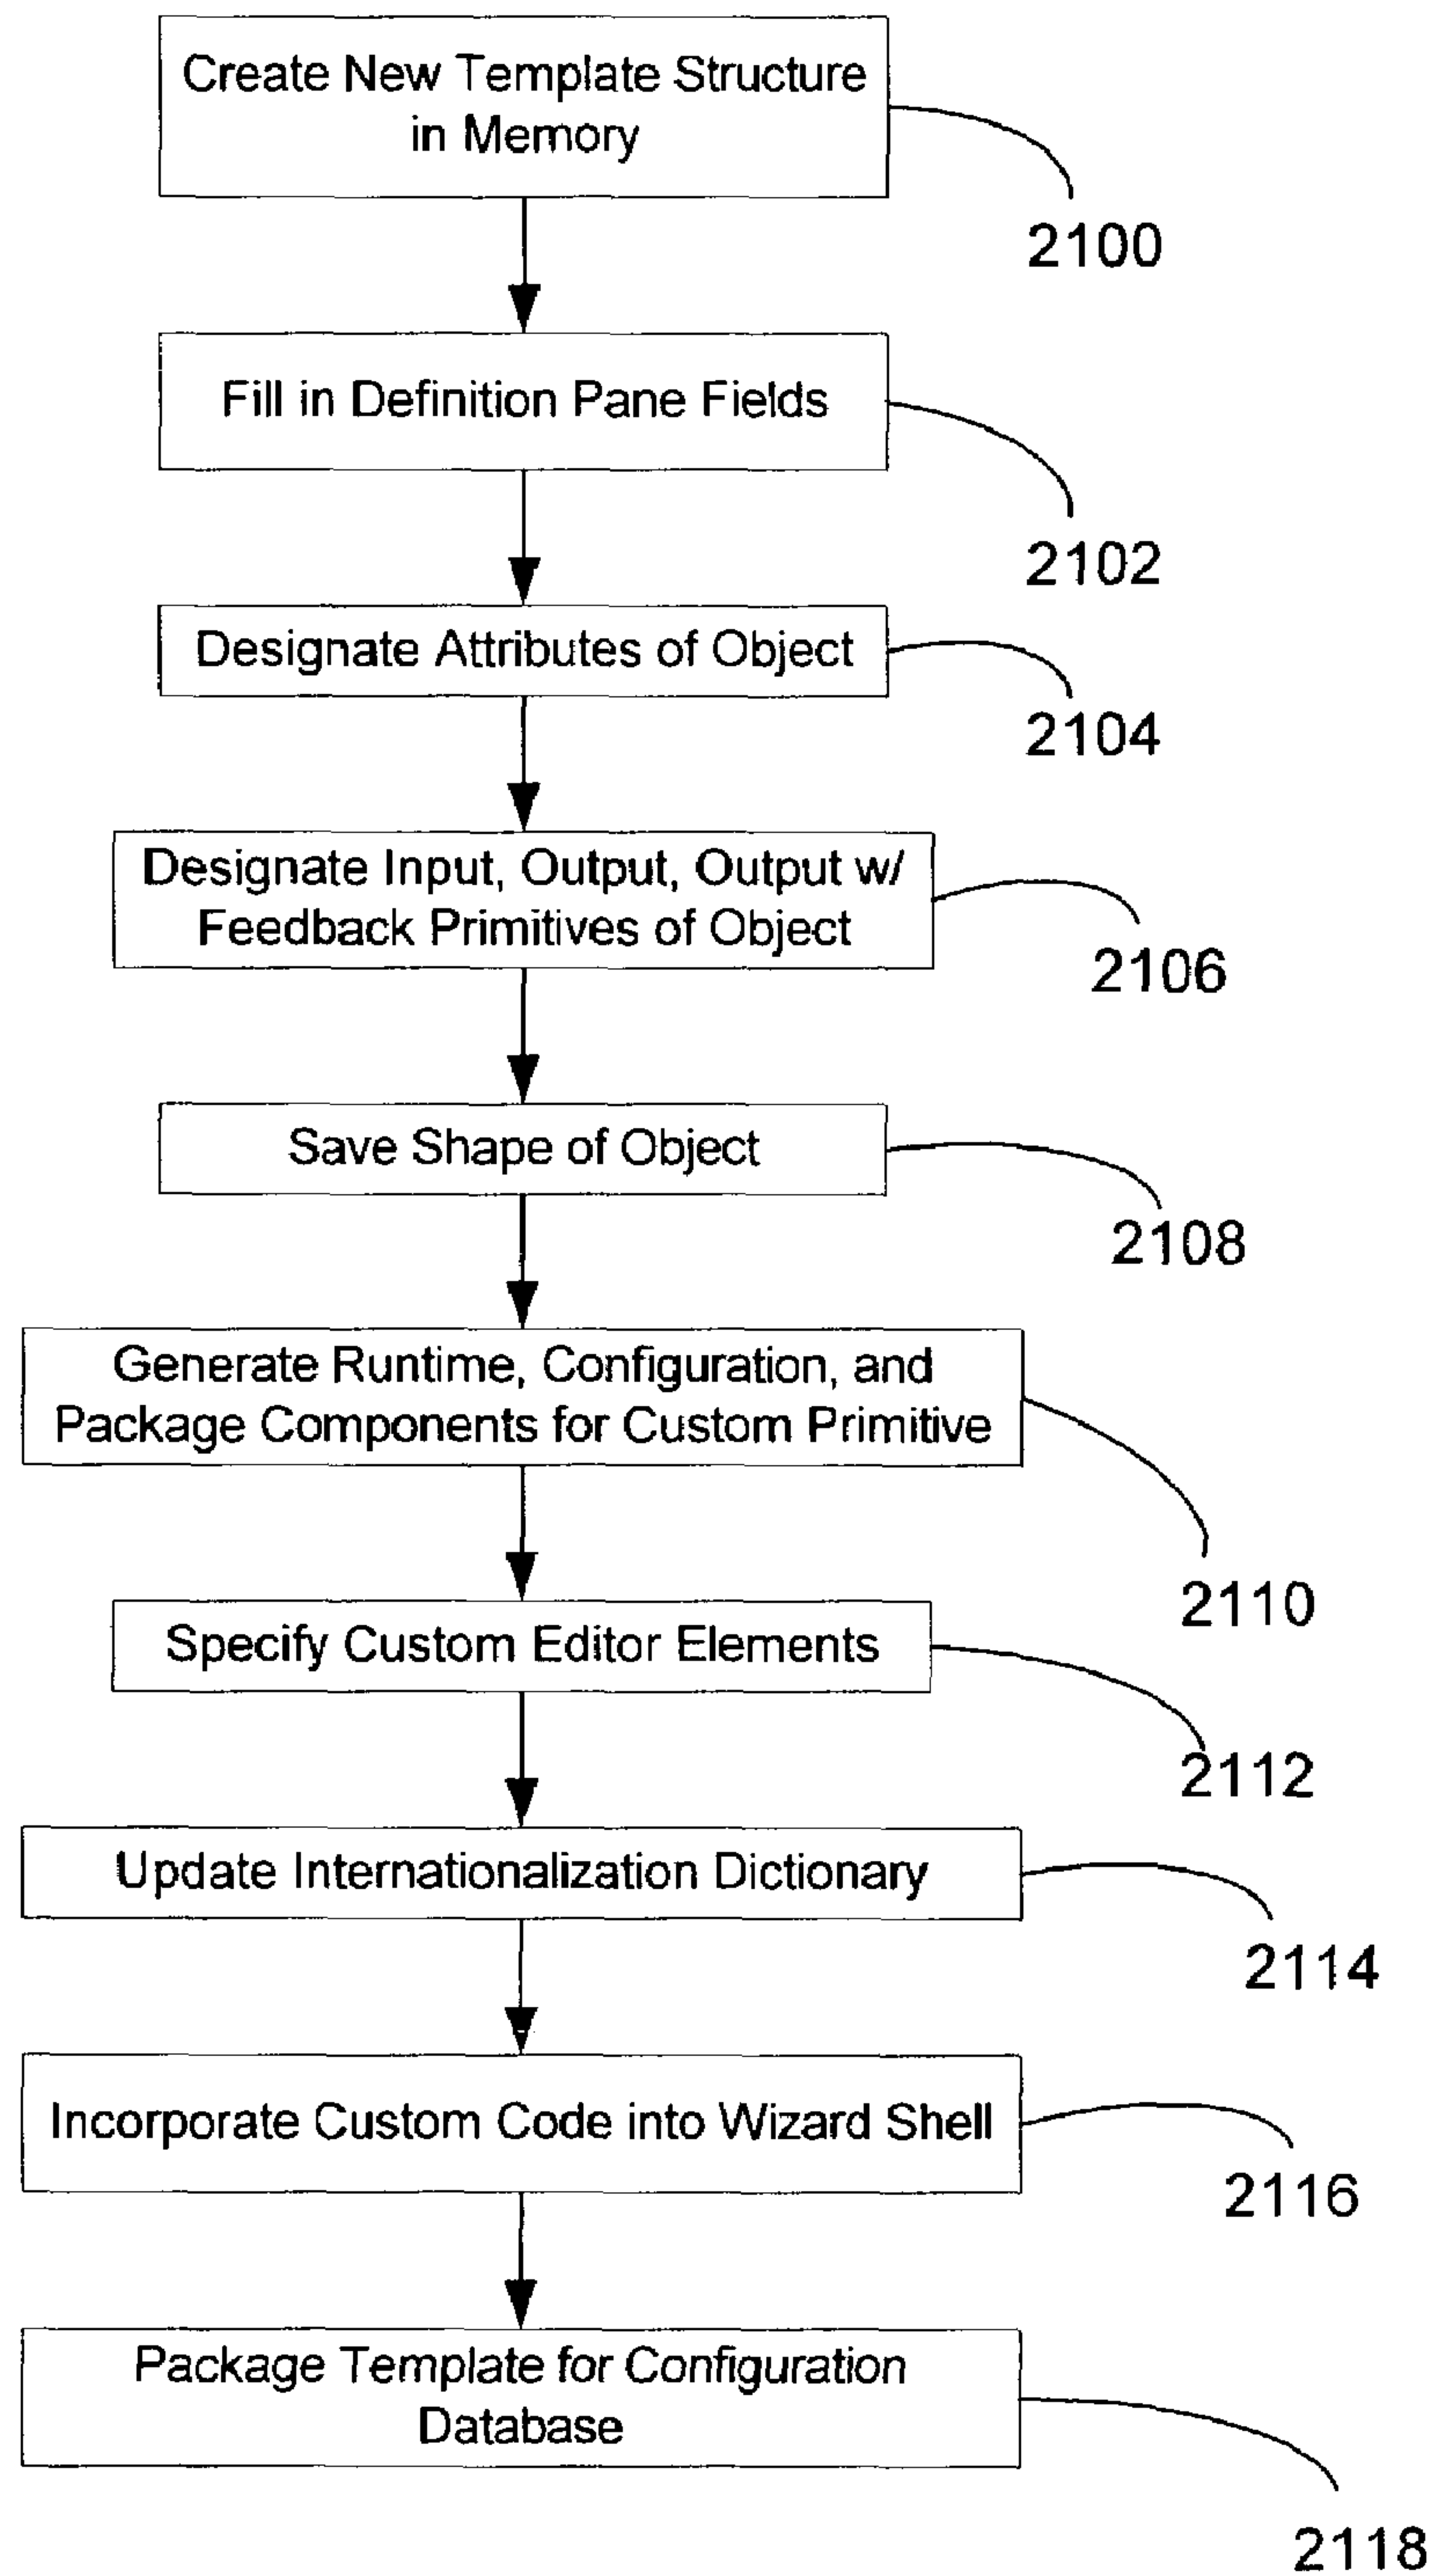 Create New Template Structure
in Memory
2100
Fill in Definition Pane Fields
2102
Designate Attributes of Object
2104
Designate Input, Output, Output w/
Feedback Primitives of Object
2106
Save Shape of Object
2108
Generate Runtime, Configuration, and
Package Components for Custom Primitive
2110
Specify Custom Editor Elements
2112
Update Internationalization Dictionary
2114
Incorporate Custom Code into Wizard Shell
2116
Package Template for Configuration
Database
2118